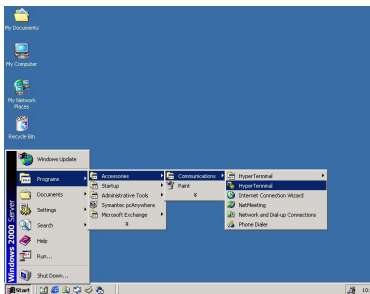 My Documents
My Computer
My Network
Places
Recycle Bin
Windows 2000 Server
Windows Update
Programs
Documents
Settings
Search
Help
Run...
Shut Down...
Accessories
Startup
Administrative Tools
Symantec pcAnywhere
Microsoft Exchange
Communications
Paint
HyperTerminal
HyperTerminal
Internet Connection Wizard
NetMeeting
Network and Dial-up Connections
Phone Dialer
Start
10: